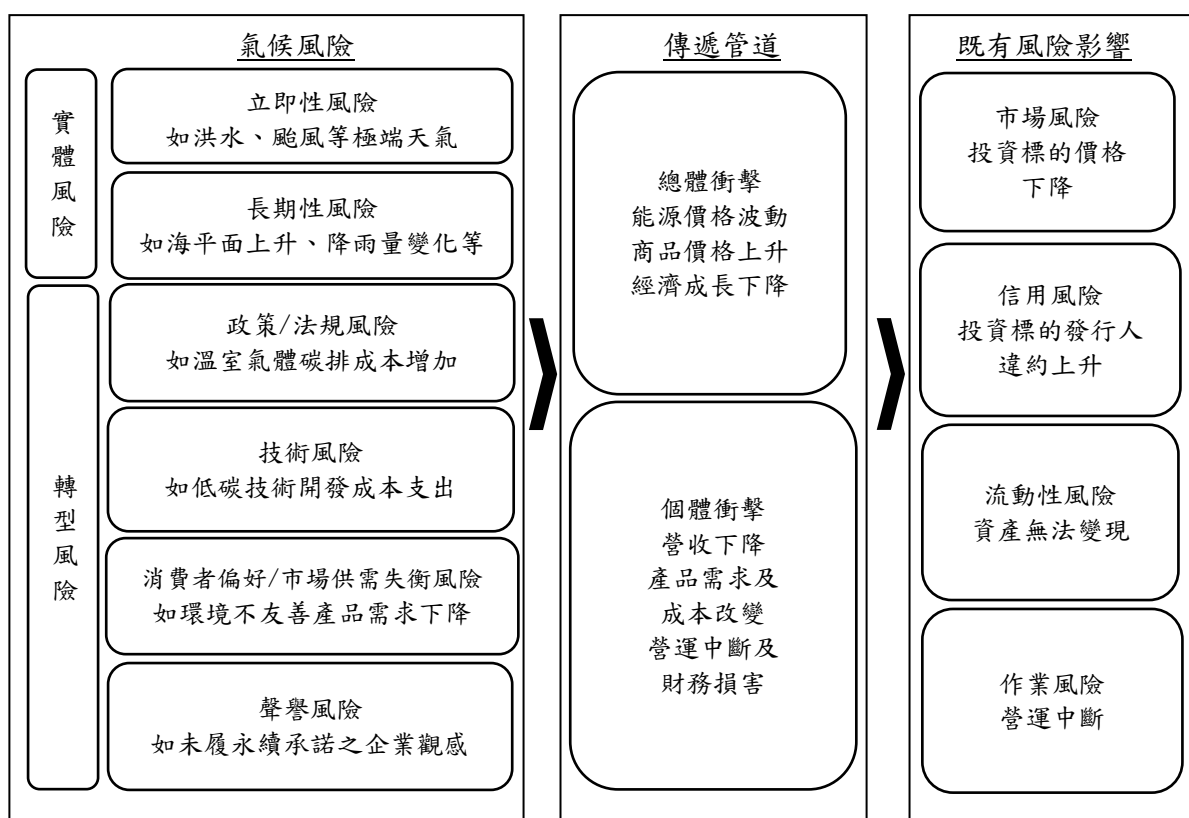 氣候風險
實體風險
立即性風險
如洪水、颱風等極端天氣
長期性風險
如海平面上升、降雨量變化等
轉型風險
政策/法規風險
如溫室氣體碳排成本增加
技術風險
如低碳技術開發成本支出
消費者偏好/市場供需失衡風險
如環境不友善產品需求下降
聲譽風險
如未履永續承諾之企業觀感
傳遞管道
總體衝擊
能源價格波動
商品價格上升
經濟成長下降
個體衝擊
營收下降
產品需求及
成本改變
營運中斷及
財務損害
既有風險影響
市場風險
投資標的價格
下降
信用風險
投資標的發行人
違約上升
流動性風險
資產無法變現
作業風險
營運中斷